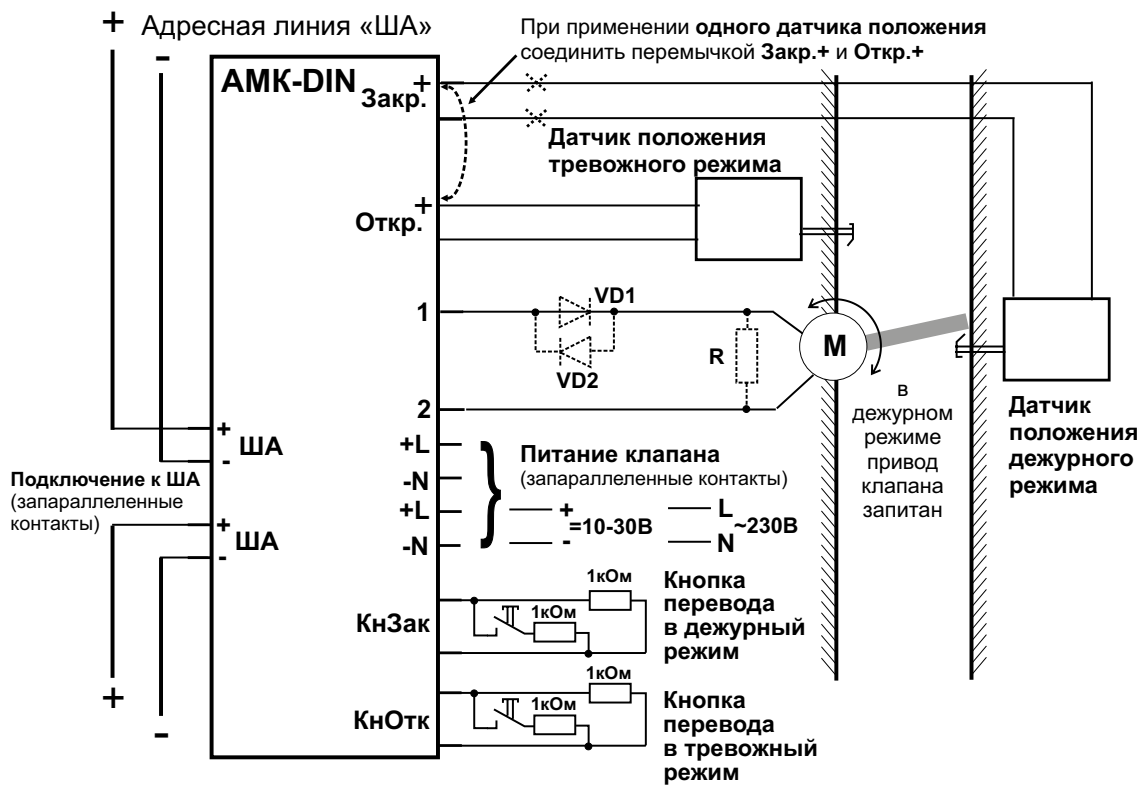 + Адресная линия «ША»
-
При применении одного датчика положения
соединить перемычкой Закр.+ и Откр.+
АМК-DIN
+
Закр.
Датчик положения
тревожного режима
+
Откр.
1
VD1
VD2
R
М
2
в
дежурном
режиме
привод
клапана
запитан
Датчик
положения
дежурного
режима
+
ША
-
Подключение к ША
(запараллеленные
контакты)
+
ША
-
+
-
+L
-N
+L
-N
Питание клапана
(запараллеленные контакты)
+
=10-30В
-
L
~230В
N
КнЗак
1кОм
1кОм
Кнопка
перевода
в дежурный
режим
КнОтк
1кОм
1кОм
Кнопка
перевода
в тревожный
режим